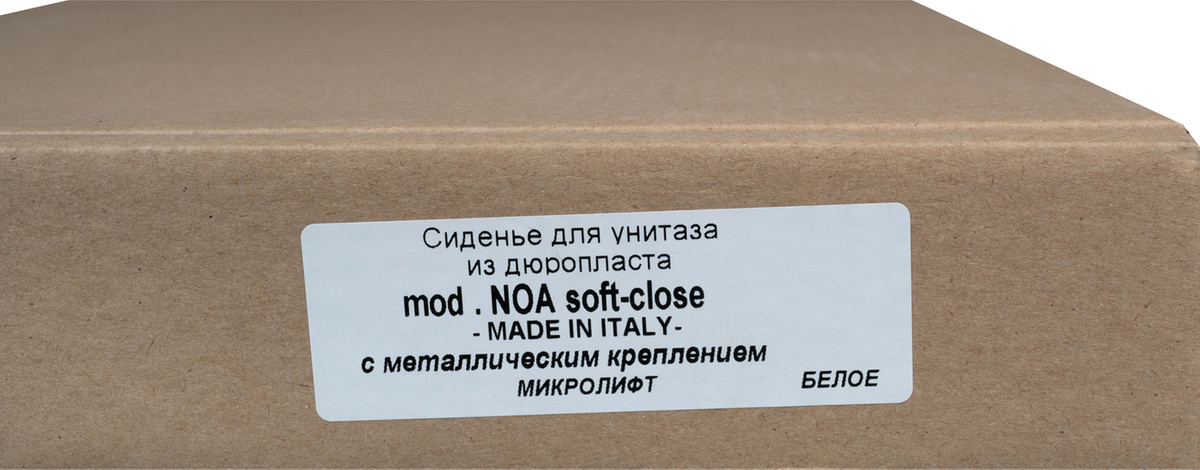 Сиденье для унитаза
из дюропласта
mod . NOA soft-close
- MADE IN ITALY-
с металлическим креплением
МИКРОЛИФТ БЕЛОЕ